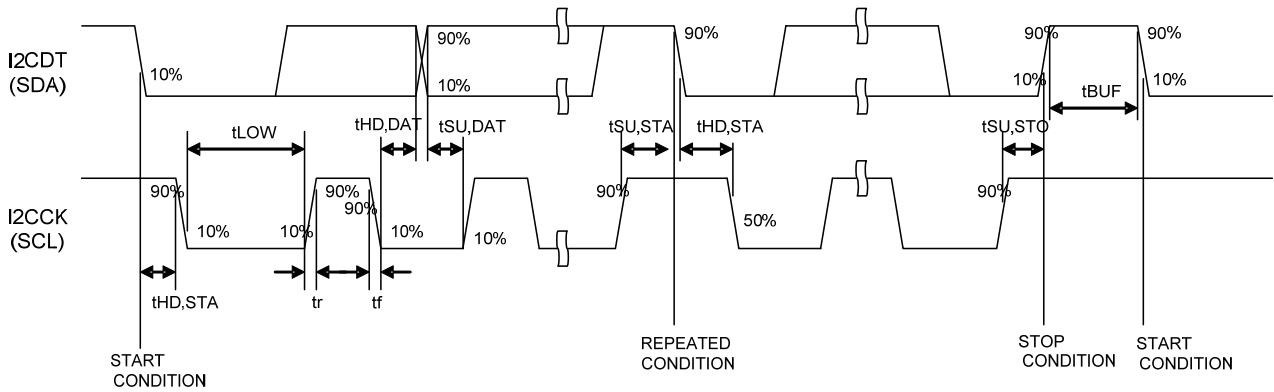 I2CDT
(SDA)
90%
90%
90%
90%
10%
10%
10%
10%
tBUF
tLOW
tHD,DAT
tSU,DAT
tSU,STA
tHD,STA
tSU,STO
I2CCK
(SCL)
90%
90%
90%
90%
90%
10%
10%
10%
10%
50%
tHD,STA
tr
tf
START
CONDITION
REPEATED
CONDITION
STOP
CONDITION
START
CONDITION